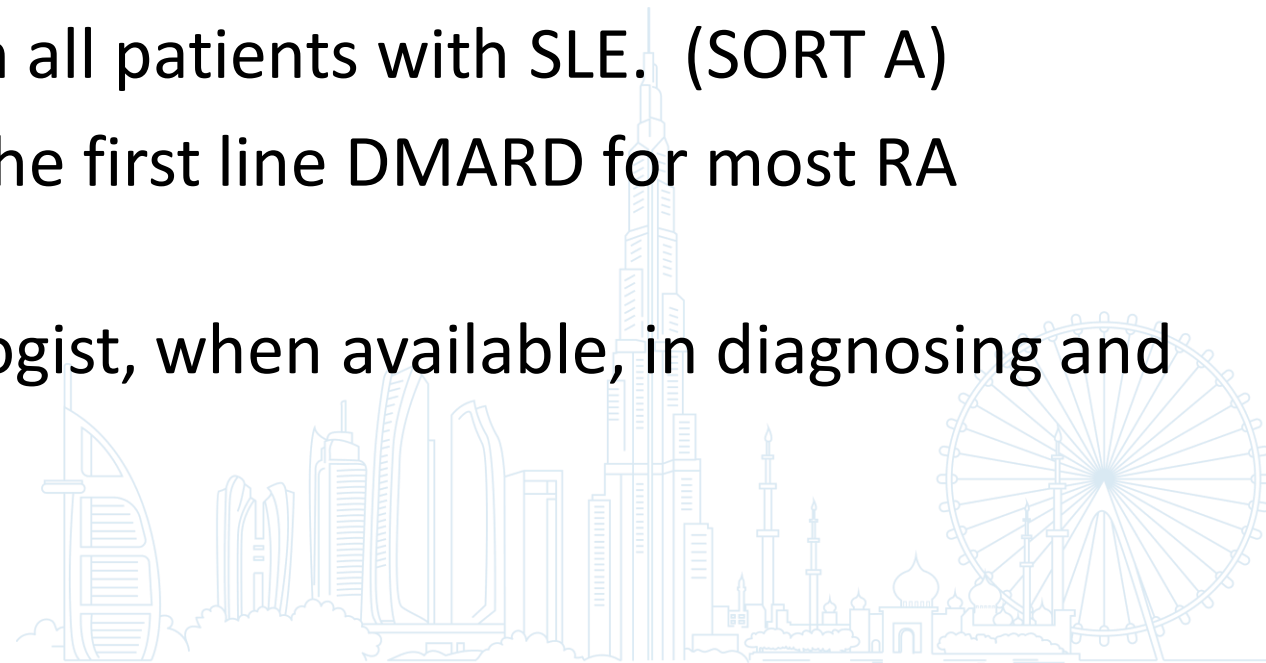 all patients with SLE. (SORT A)
he first line DMARD for most RA
ogist, when available, in diagnosing and